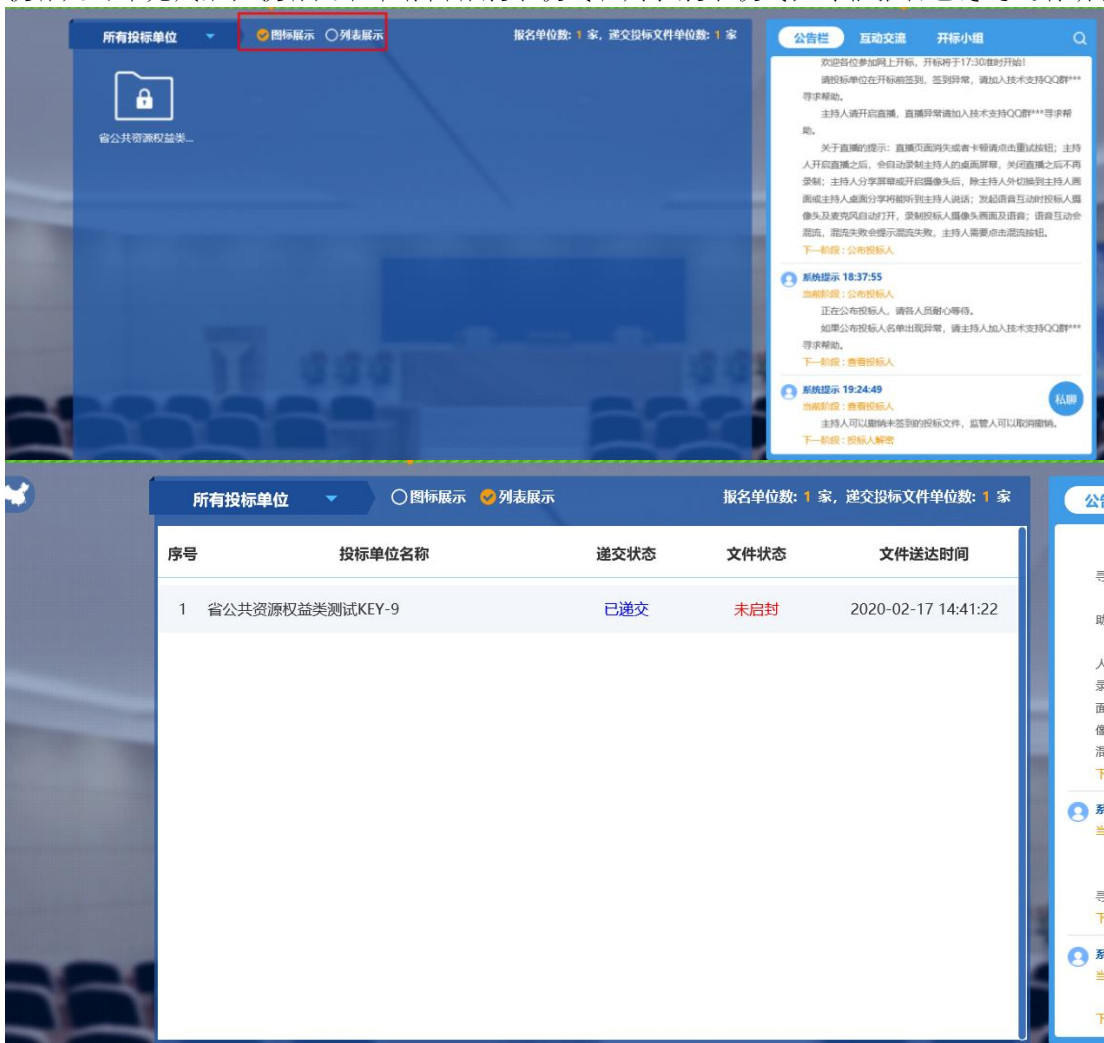 所有投标单位 图标展示 列表展示 报名单位数: 1 家, 递交投标文件单位数: 1 家
省公共资源权益类...
公告栏 互动交流 开标小组
欢迎各位参加网上开标, 开标将于17:30准时开始!
请投标单位在开标前签到, 签到异常, 请加入技术支持QQ群***
寻求帮助。
主持人请开启直播, 直播异常请加入技术支持QQ群***寻求帮
助。
关于直播的提示: 直播页面消失或者卡顿请点击重试按钮; 主持
人开启直播之后, 会自动录制主持人的桌面屏幕, 关闭直播之后不再
录制; 主持人分享屏幕或开启摄像头后, 除主持人外切换到主持人画
面或主持人桌面分享将能听到主持人说话; 发起语音互动时投标人摄
像头及麦克风自动打开, 录制投标人摄像头画面及语音; 语音互动会
混流, 混流失败会提示混流失败, 主持人需要点击混流按钮。
下一阶段 : 公布投标人
系统提示 18:37:55
当前阶段 : 公布投标人
正在公布投标人, 请各人员耐心等待。
如果公布投标人名单出现异常, 请主持人加入技术支持QQ群***
寻求帮助。
下一阶段 : 查看投标人
系统提示 19:24:49
当前阶段 : 查看投标人
主持人可以撤销未签到的投标文件, 监管人可以取消撤销。
下一阶段 : 投标人解密
私聊
所有投标单位 图标展示 列表展示 报名单位数: 1 家, 递交投标文件单位数: 1 家
序号 投标单位名称 递交状态 文件状态 文件送达时间
1 省公共资源权益类测试KEY-9 已递交 未启封 2020-02-17 14:41:22